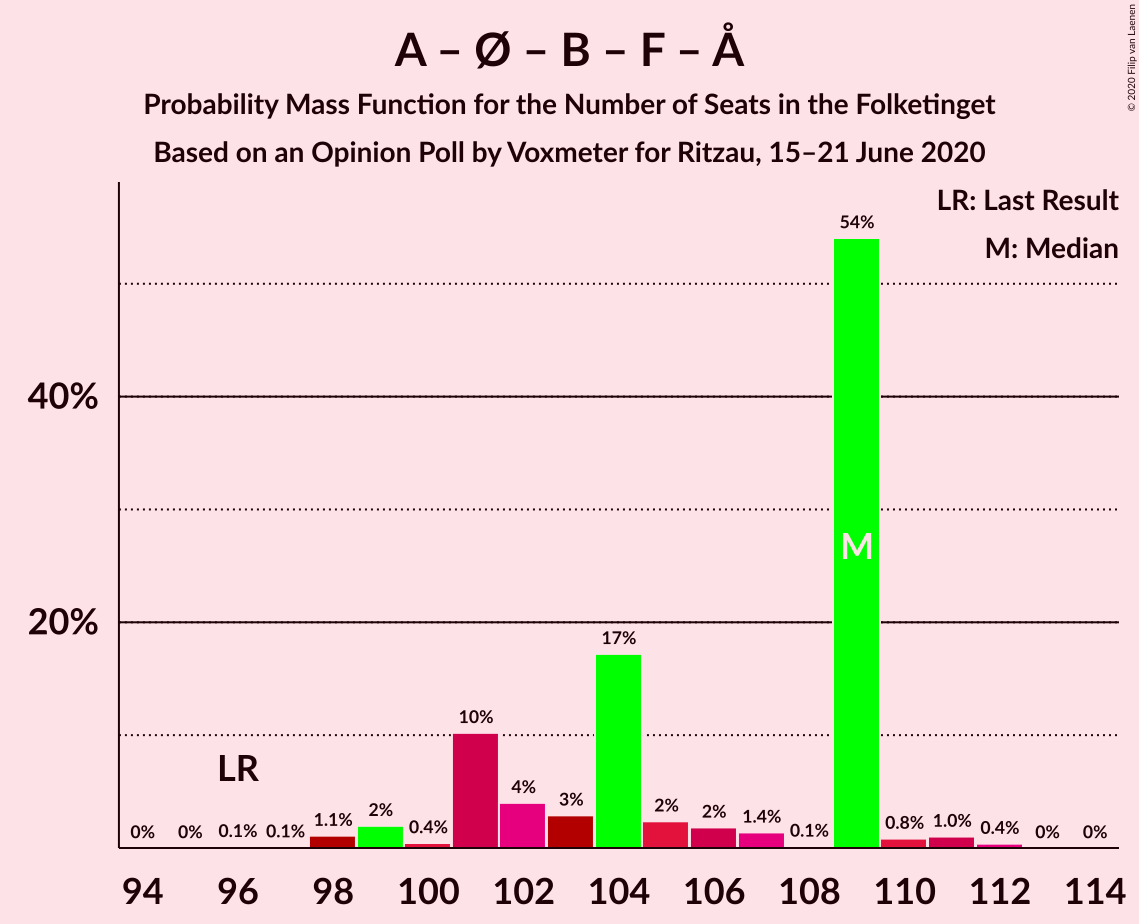 A – Ø – B – F – Å
Probability Mass Function for the Number of Seats in the Folketinget
Based on an Opinion Poll by Voxmeter for Ritzau, 15–21 June 2020
© 2020 Filip van Laenen
LR: Last Result
M: Median
54%
40%
M
20%
17%
10%
LR
4%
3%
2%
2%
2%
1.4%
1.1%
0.4%
0.1%
0.8%
1.0%
0.4%
0% 0% 0.1% 0.1%
0% 0%
94 96 98 100 102 104 106 108 110 112 114